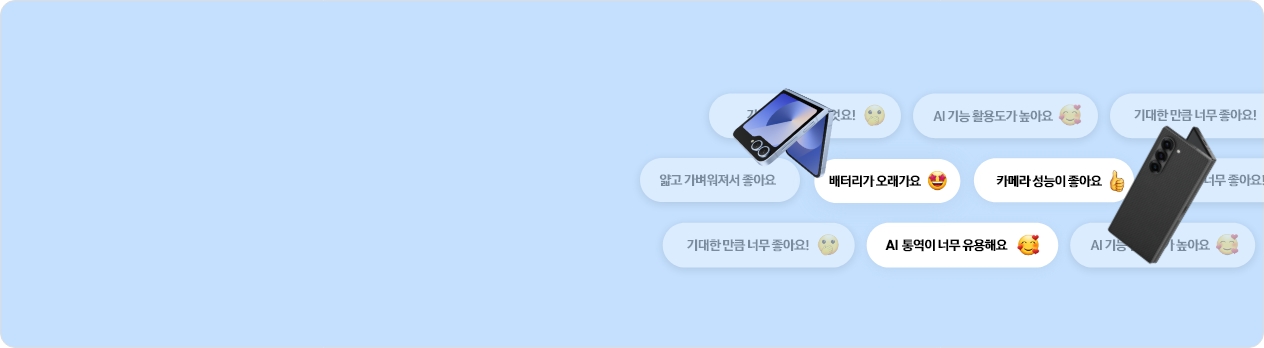 것요!
AI 기능 활용도가 높아요
기대한 만큼 너무 좋아요!
얇고 가벼워져서 좋아요
배터리가 오래가요
카메라 성능이 좋아요
너무 좋아요!
기대한 만큼 너무 좋아요!
AI 통역이 너무 유용해요
AI 기능 높아요